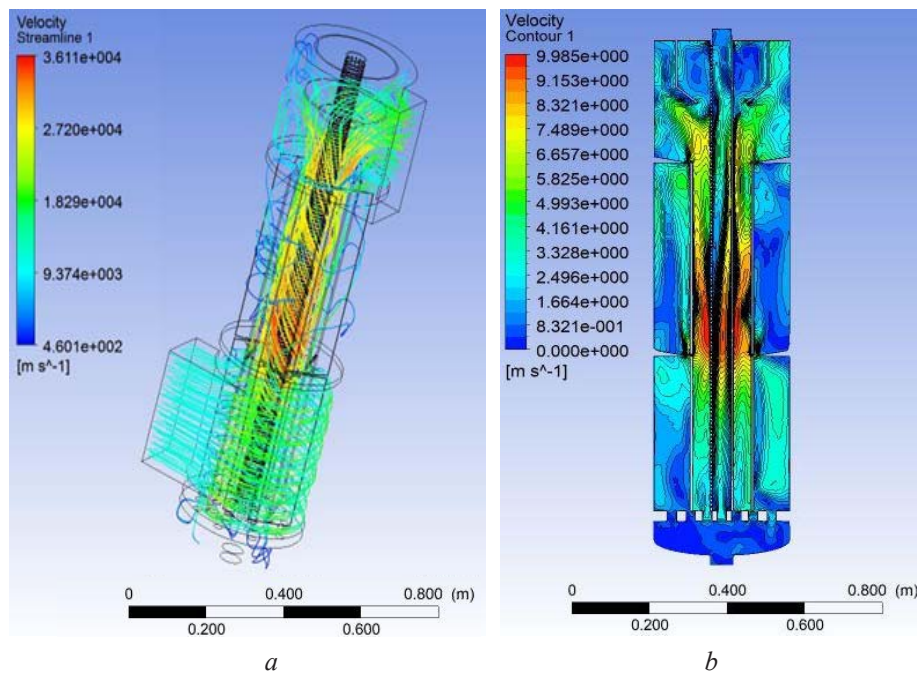 Velocity
Streamline 1
3.611e+004
2.720e+004
1.829e+004
9.374e+003
4.601e+002
[m s^-1]
0 0.400 0.800 (m)
0.200 0.600
a
Velocity
Contour 1
9.985e+000
9.153e+000
8.321e+000
7.489e+000
6.657e+000
5.825e+000
4.993e+000
4.161e+000
3.328e+000
2.496e+000
1.664e+000
8.321e-001
0.000e+000
[m s^-1]
0 0.400 0.800 (m)
0.200 0.600
b